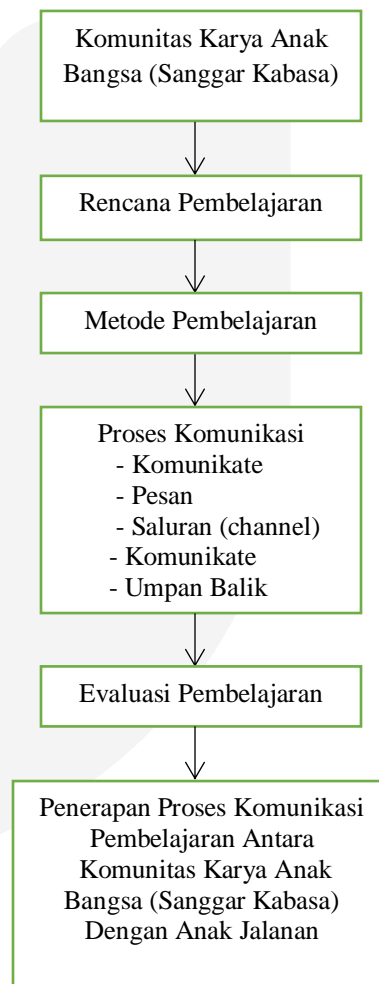 Komunitas Karya Anak
Bangsa (Sanggar Kabasa)
Rencana Pembelajaran
Metode Pembelajaran
Proses Komunikasi
- Komunikate
- Pesan
- Saluran (channel)
- Komunikate
- Umpan Balik
Evaluasi Pembelajaran
Penerapan Proses Komunikasi
Pembelajaran Antara
Komunitas Karya Anak
Bangsa (Sanggar Kabasa)
Dengan Anak Jalanan